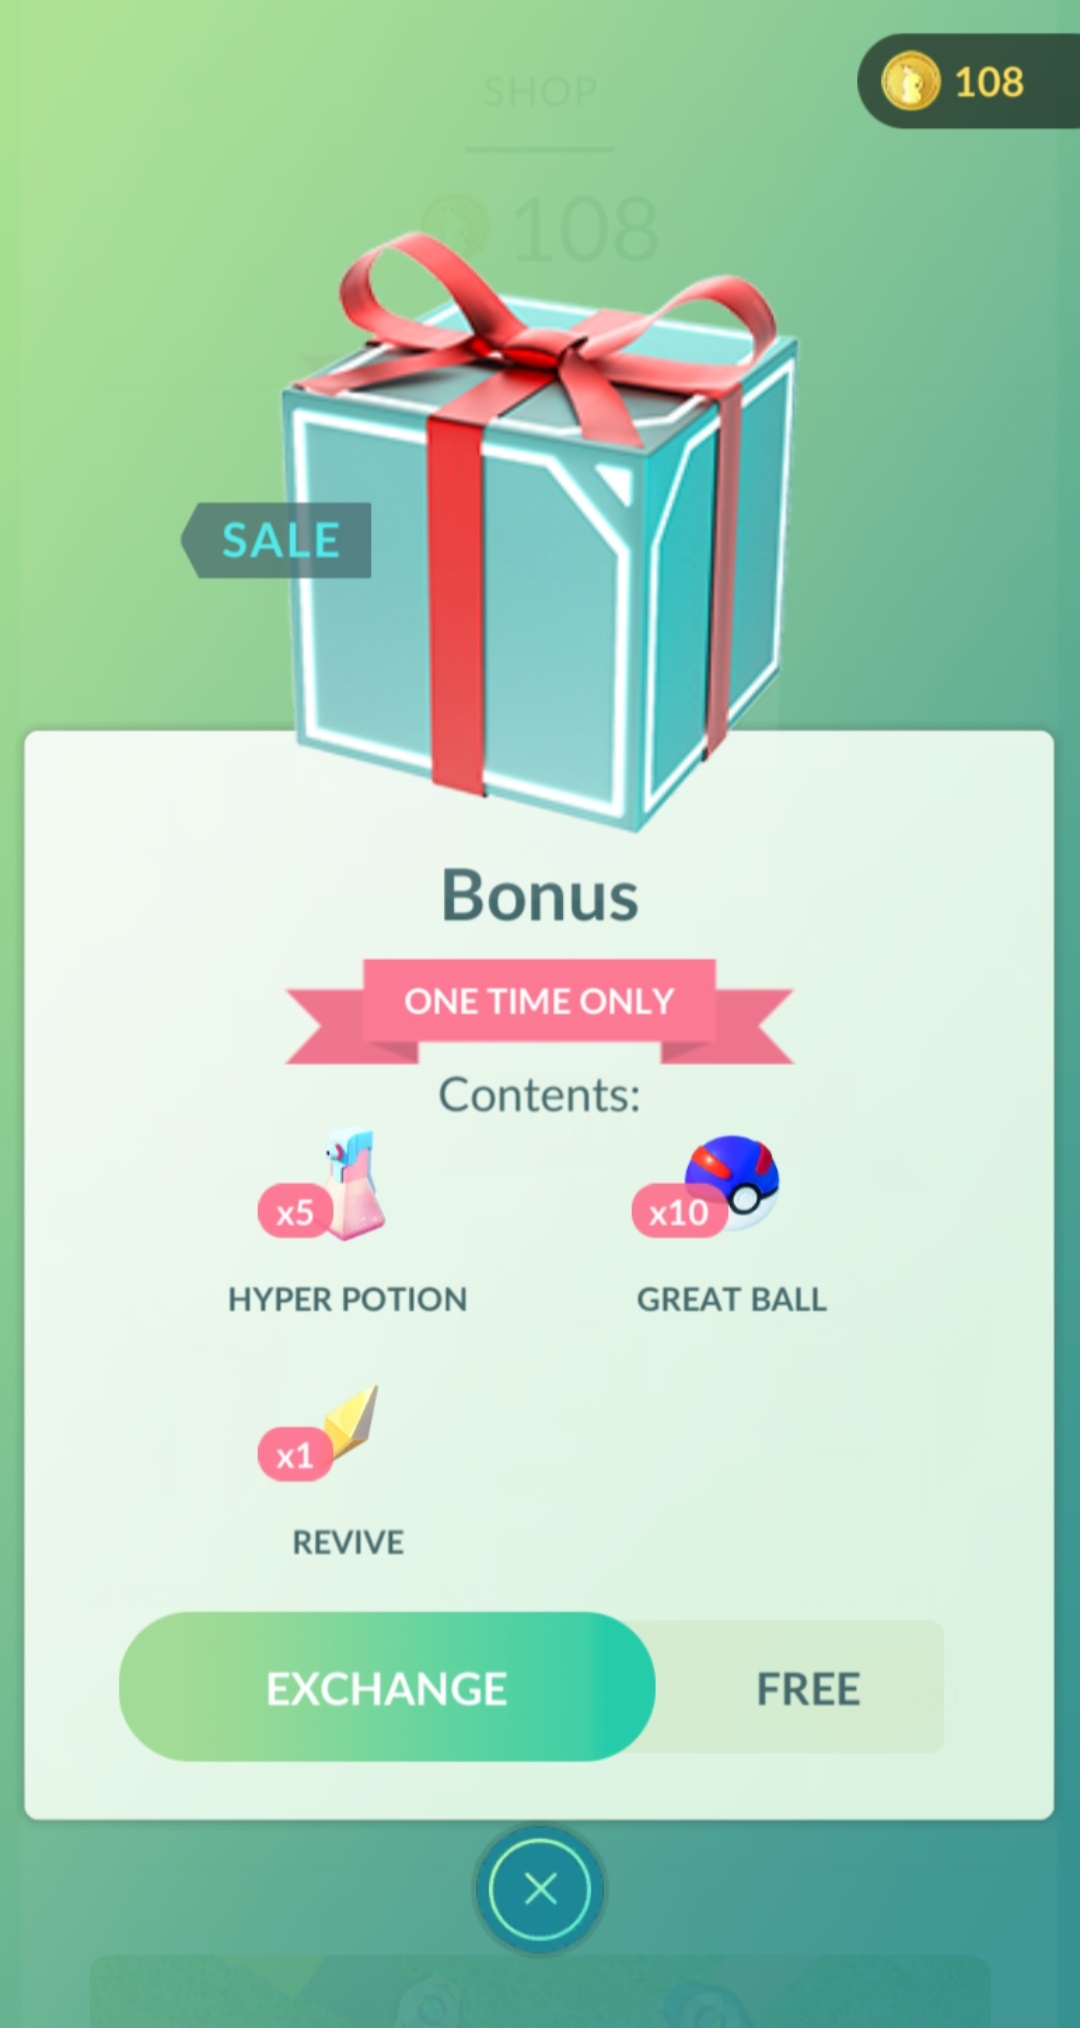 108
SHOP
108
SALE
Bonus
ONE TIME ONLY
Contents:
x5
x10
HYPER POTION
GREAT BALL
x1
REVIVE
EXCHANGE
FREE